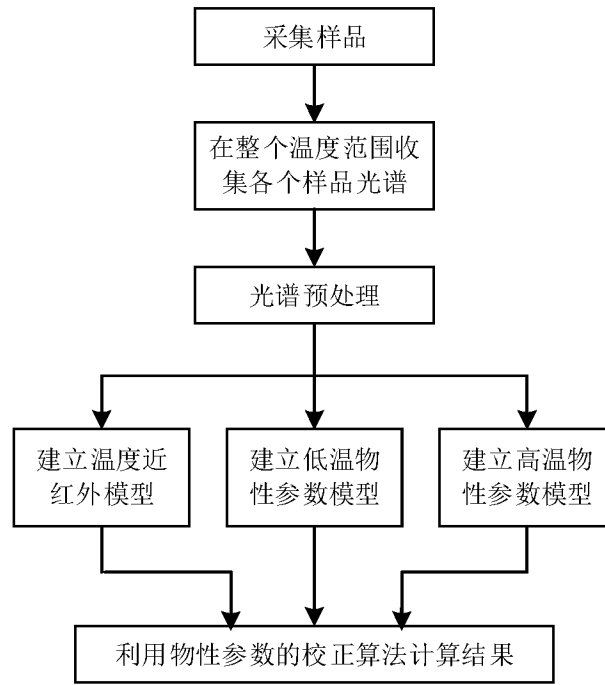 采集样品
在整个温度范围收
集各个样品光谱
光谱预处理
建立温度近
红外模型
建立低温物
性参数模型
建立高温物
性参数模型
利用物性参数的校正算法计算结果